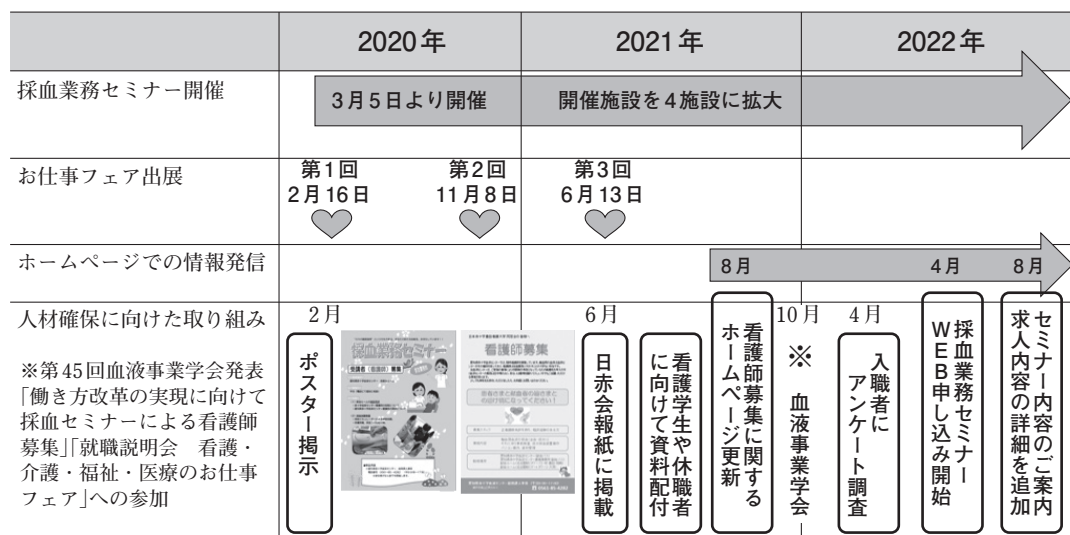 2020年
2021年
2022年
採血業務セミナー開催
3月5日より開催
開催施設を4施設に拡大
お仕事フェア出展
第1回
2月16日
第2回
11月8日
第3回
6月13日
ホームページでの情報発信
8月
4月
8月
人材確保に向けた取り組み
※第45回血液事業学会発表
「働き方改革の実現に向けて
採血セミナーによる看護師
募集」「就職説明会　看護・
介護・福祉・医療のお仕事
フェア」への参加
2月
ポスター掲示
採血業務セミナー
看護師募集
6月
日赤会報紙に掲載
看護学生や休職者
に向けて資料配付
看護師募集に関する
ホームページ更新
10月
※　血液事業学会
4月
入職者に
アンケート調査
採血業務セミナー
WEB申し込み開始
セミナー内容のご案内
求人内容の詳細を追加